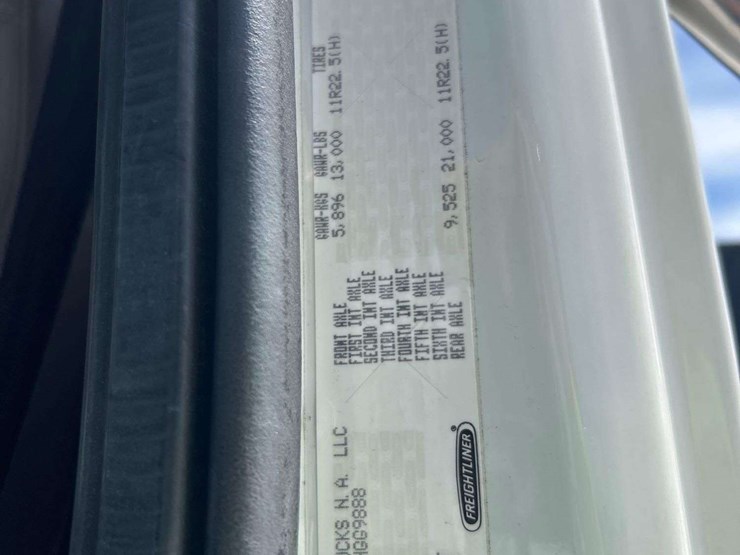 CKS N.A. LLC
GG9888
GAWR-KGS GAWR-LBS TIRES
FRONT AXLE 5,896 13,000 11R22.5(H)
FIRST INT AXLE
SECOND INT AXLE
THIRD INT AXLE
FOURTH INT AXLE
FIFTH INT AXLE
SIXTH INT AXLE
REAR AXLE 9,525 21,000 11R22.5(H)
FREIGHTLINER®